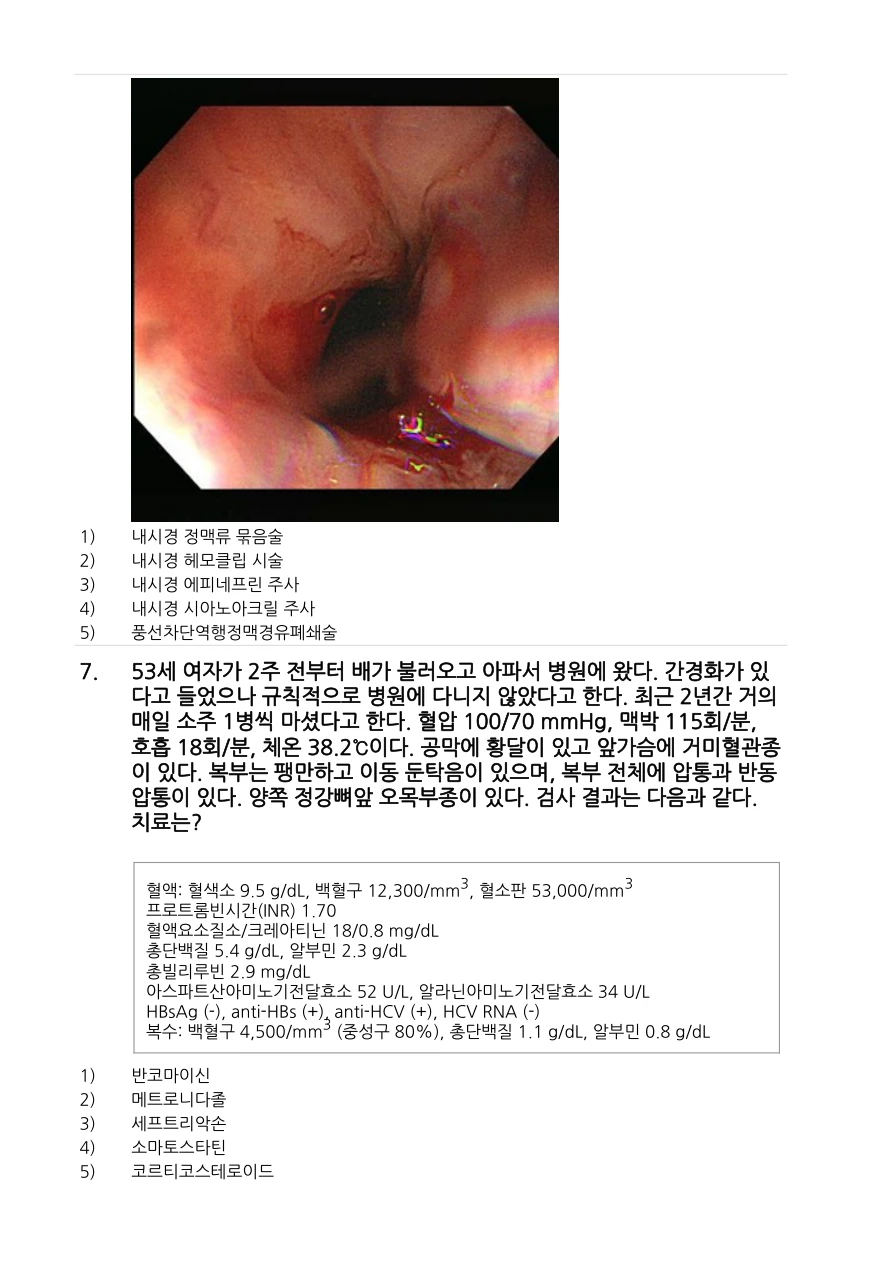 1) 내시경 정맥류 묶음술
2) 내시경 헤모클립 시술
3) 내시경 에피네프린 주사
4) 내시경 시아노아크릴 주사
5) 풍선차단역행정맥경유폐쇄술
7. 53세 여자가 2주 전부터 배가 불러오고 아파서 병원에 왔다. 간경화가 있
다고 들었으나 규칙적으로 병원에 다니지 않았다고 한다. 최근 2년간 거의
매일 소주 1병씩 마셨다고 한다. 혈압 100/70 mmHg, 맥박 115회/분,
호흡 18회/분, 체온 38.2℃이다. 공막에 황달이 있고 앞가슴에 거미혈관종
이 있다. 복부는 팽만하고 이동 둔탁음이 있으며, 복부 전체에 압통과 반동
압통이 있다. 양쪽 정강뼈앞 오목부종이 있다. 검사 결과는 다음과 같다.
치료는?
혈액: 혈색소 9.5 g/dL, 백혈구 12,300/mm³, 혈소판 53,000/mm³
프로트롬빈시간(INR) 1.70
혈액요소질소/크레아티닌 18/0.8 mg/dL
총단백질 5.4 g/dL, 알부민 2.3 g/dL
총빌리루빈 2.9 mg/dL
아스파트산아미노기전달효소 52 U/L, 알라닌아미노기전달효소 34 U/L
HBsAg (-), anti-HBs (+), anti-HCV (+), HCV RNA (-)
복수: 백혈구 4,500/mm³ (중성구 80%), 총단백질 1.1 g/dL, 알부민 0.8 g/dL
1) 반코마이신
2) 메트로니다졸
3) 세프트리악손
4) 소마토스타틴
5) 코르티코스테로이드